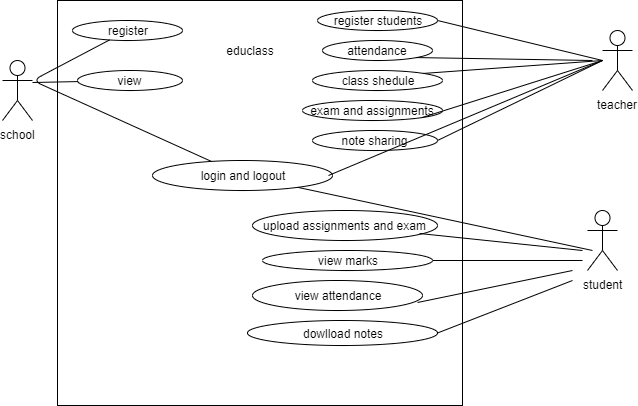 register students
register
educlass
attendance
view
class shedule
school
teacher
exam and assignments
note sharing
login and logout
upload assignments and exam
view marks
student
view attendance
dowlload notes